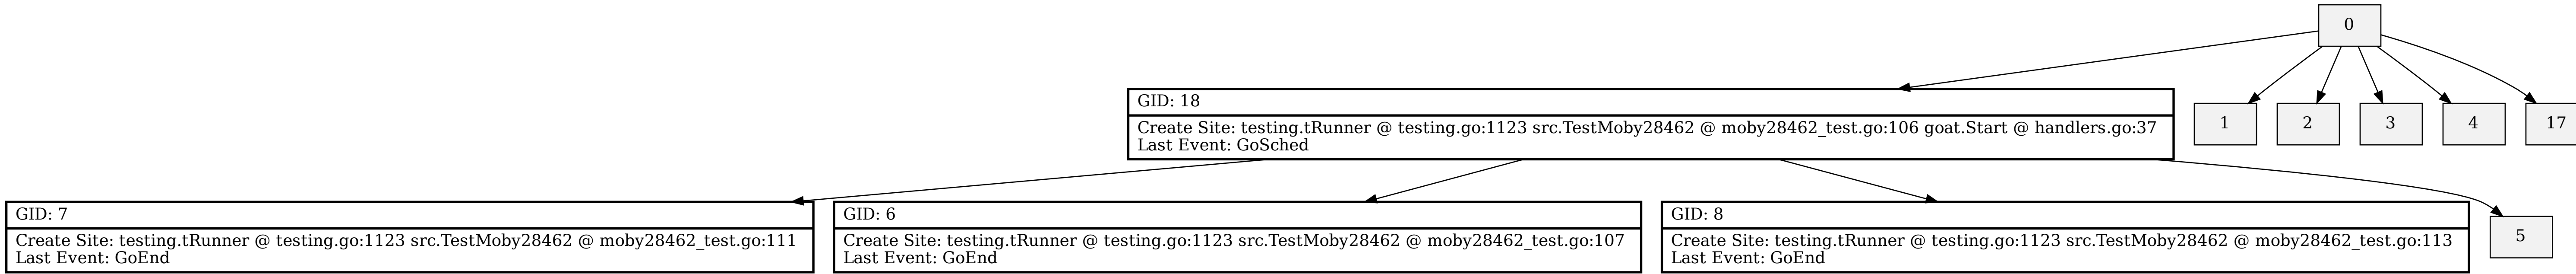 0
GID: 18
Create Site: testing.tRunner @ testing.go:1123 src.TestMoby28462 @ moby28462_test.go:106 goat.Start @ handlers.go:37
Last Event: GoSched
1
2
3
4
17
GID: 7
Create Site: testing.tRunner @ testing.go:1123 src.TestMoby28462 @ moby28462_test.go:111
Last Event: GoEnd
GID: 6
Create Site: testing.tRunner @ testing.go:1123 src.TestMoby28462 @ moby28462_test.go:107
Last Event: GoEnd
GID: 8
Create Site: testing.tRunner @ testing.go:1123 src.TestMoby28462 @ moby28462_test.go:113
Last Event: GoEnd
5